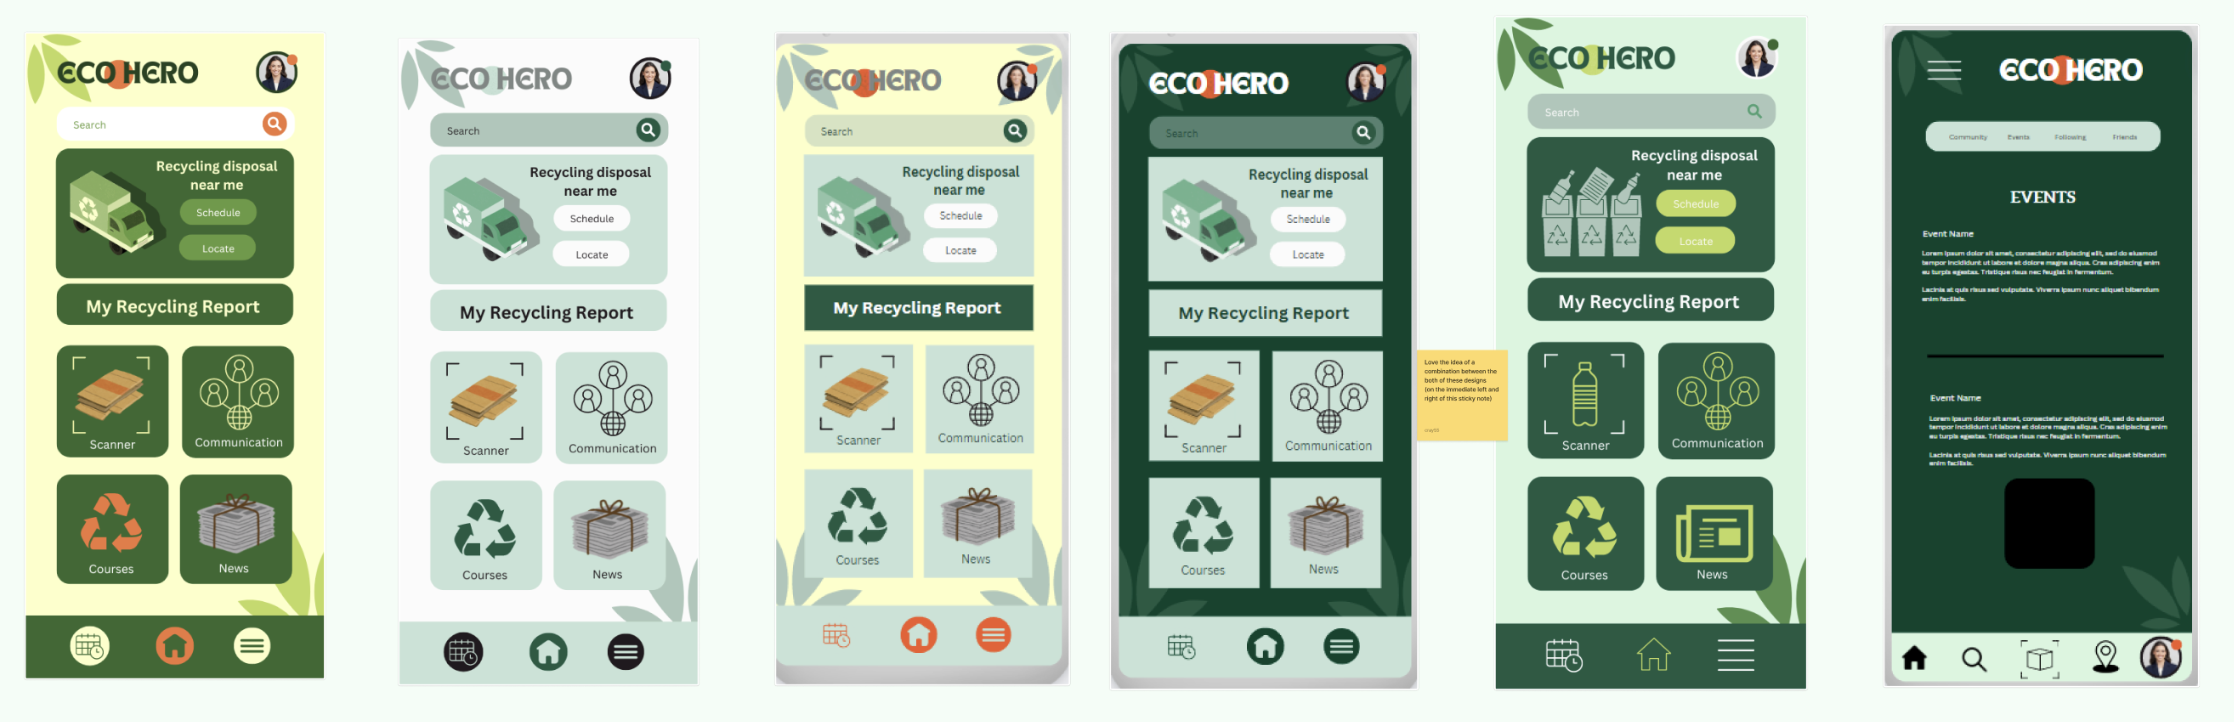 ECO HERO
Search
Recycling disposal
near me
Schedule
Locate
My Recycling Report
Scanner
Communication
Courses
News
ECO HERO
Search
Recycling disposal
near me
Schedule
Locate
My Recycling Report
Scanner
Communication
Courses
News
ECO HERO
Search
Recycling disposal
near me
Schedule
Locate
My Recycling Report
Scanner
Communication
Courses
News
ECO HERO
Search
Recycling disposal
near me
Schedule
Locate
My Recycling Report
Scanner
Communication
Courses
News
Love the idea of a
combination between the
both of these designs
(on the immediate left and
right of this sticky note)
ECO HERO
Search
Recycling disposal
near me
Schedule
Locate
My Recycling Report
Scanner
Communication
Courses
News
ECO HERO
Community Events Following Friends
EVENTS
Event Name
Lorem ipsum dolor sit amet, consectetur adipiscing elit, sed do eiusmod
tempor incididunt ut labore et dolore magna aliqua. Cras adipiscing enim
eu turpis egestas. Tristique risus nec feugiat in fermentum.
Lacinia at quis risus sed vulputate. Viverra ipsum nunc aliquet bibendum
enim facilisis.
Event Name
Lorem ipsum dolor sit amet, consectetur adipiscing elit, sed do eiusmod
tempor incididunt ut labore et dolore magna aliqua. Cras adipiscing enim
eu turpis egestas. Tristique risus nec feugiat in fermentum.
Lacinia at quis risus sed vulputate. Viverra ipsum nunc aliquet bibendum
enim facilisis.